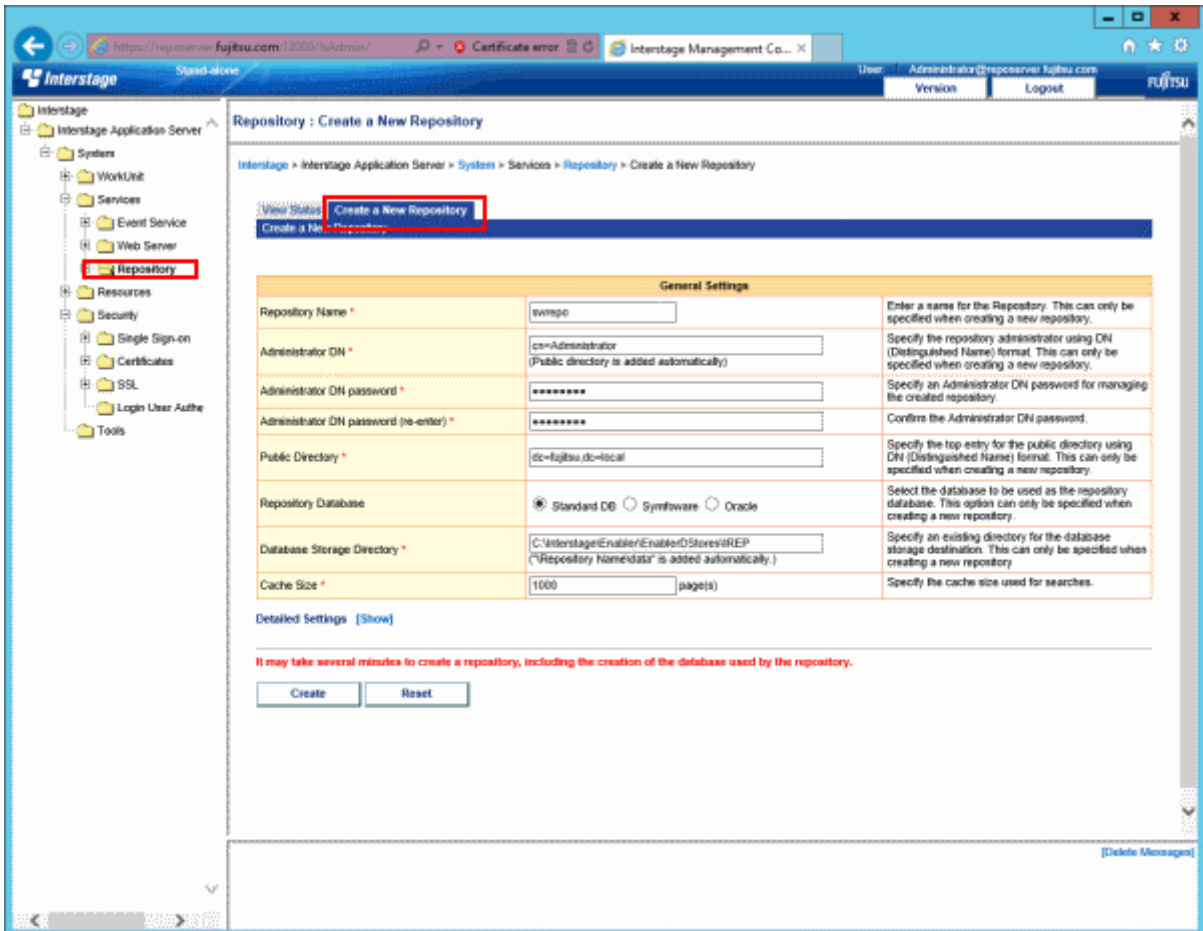 https://reposerver.fujitsu.com:12000/IsAdmin/
Certificate error
Interstage Management Co...
Interstage
Stand-alone
User: Administrator@reposerver.fujitsu.com
Version
Logout
FUJITSU
Interstage
Interstage Application Server
System
WorkUnit
Services
Event Service
Web Server
Repository
Resources
Security
Single Sign-on
Certificates
SSL
Login User Authe
Tools
Repository : Create a New Repository
Interstage > Interstage Application Server > System > Services > Repository > Create a New Repository
View Status
Create a New Repository
Create a New Repository
General Settings
Repository Name *
swrepo
Enter a name for the Repository. This can only be
specified when creating a new repository.
Administrator DN *
cn=Administrator
(Public directory is added automatically)
Specify the repository administrator using DN
(Distinguished Name) format. This can only be
specified when creating a new repository.
Administrator DN password *
••••••••
Specify an Administrator DN password for managing
the created repository.
Administrator DN password (re-enter) *
••••••••
Confirm the Administrator DN password.
Public Directory *
dc=fujitsu,dc=local
Specify the top entry for the public directory using
DN (Distinguished Name) format. This can only be
specified when creating a new repository.
Repository Database
Standard DB Symfoware Oracle
Select the database to be used as the repository
database. This option can only be specified when
creating a new repository.
Database Storage Directory *
C:\Interstage\Enabler\EnablerDStores\IREP
("\Repository Name\data" is added automatically.)
Specify an existing directory for the database
storage destination. This can only be specified when
creating a new repository
Cache Size *
1000 page(s)
Specify the cache size used for searches.
Detailed Settings [Show]
It may take several minutes to create a repository, including the creation of the database used by the repository.
Create
Reset
[Delete Messages]